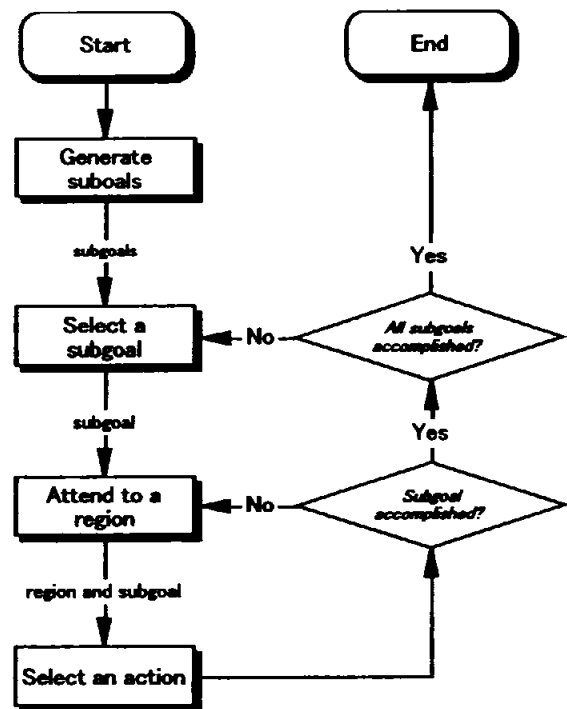 Start
End
Generate
suboals
subgoals
Yes
Select a
subgoal
No
All subgoals
accomplished?
subgoal
Yes
Attend to a
region
No
Subgoal
accomplished?
region and subgoal
Select an action